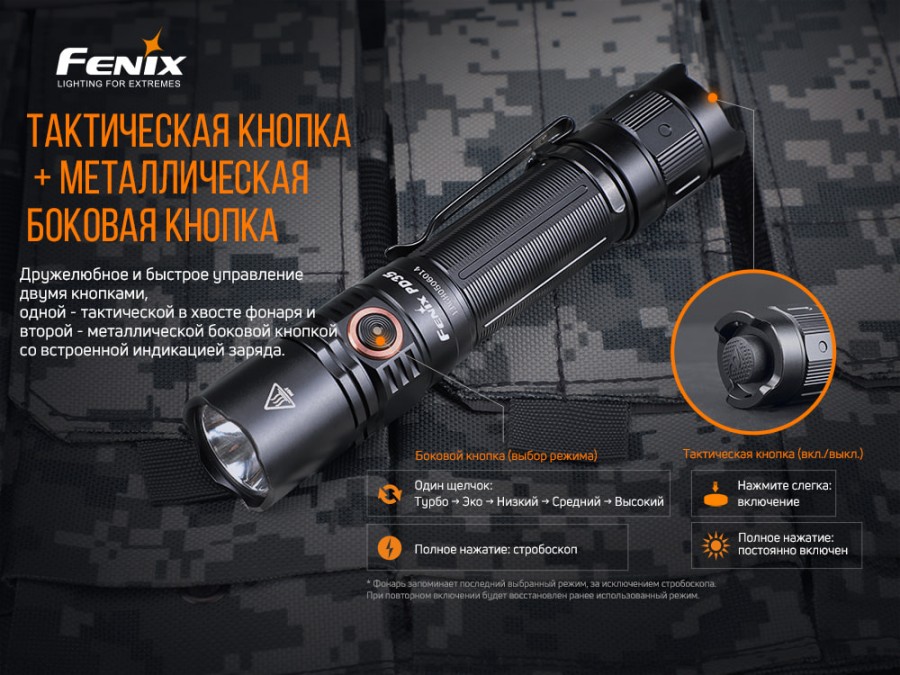 FENIX
LIGHTING FOR EXTREMES
ТАКТИЧЕСКАЯ КНОПКА
+ МЕТАЛЛИЧЕСКАЯ
БОКОВАЯ КНОПКА
Дружелюбное и быстрое управление
двумя кнопками,
одной - тактической в хвосте фонаря и
второй - металлической боковой кнопкой
со встроенной индикацией заряда.
FENIX PD35
Боковой кнопка (выбор режима)
Один щелчок:
Турбо → Эко → Низкий → Средний → Высокий
Полное нажатие: стробоскоп
Тактическая кнопка (вкл./выкл.)
Нажмите слегка:
включение
Полное нажатие:
постоянно включен
* Фонарь запоминает последний выбранный режим, за исключением стробоскопа.
При повторном включении будет восстановлен ранее использованный режим.